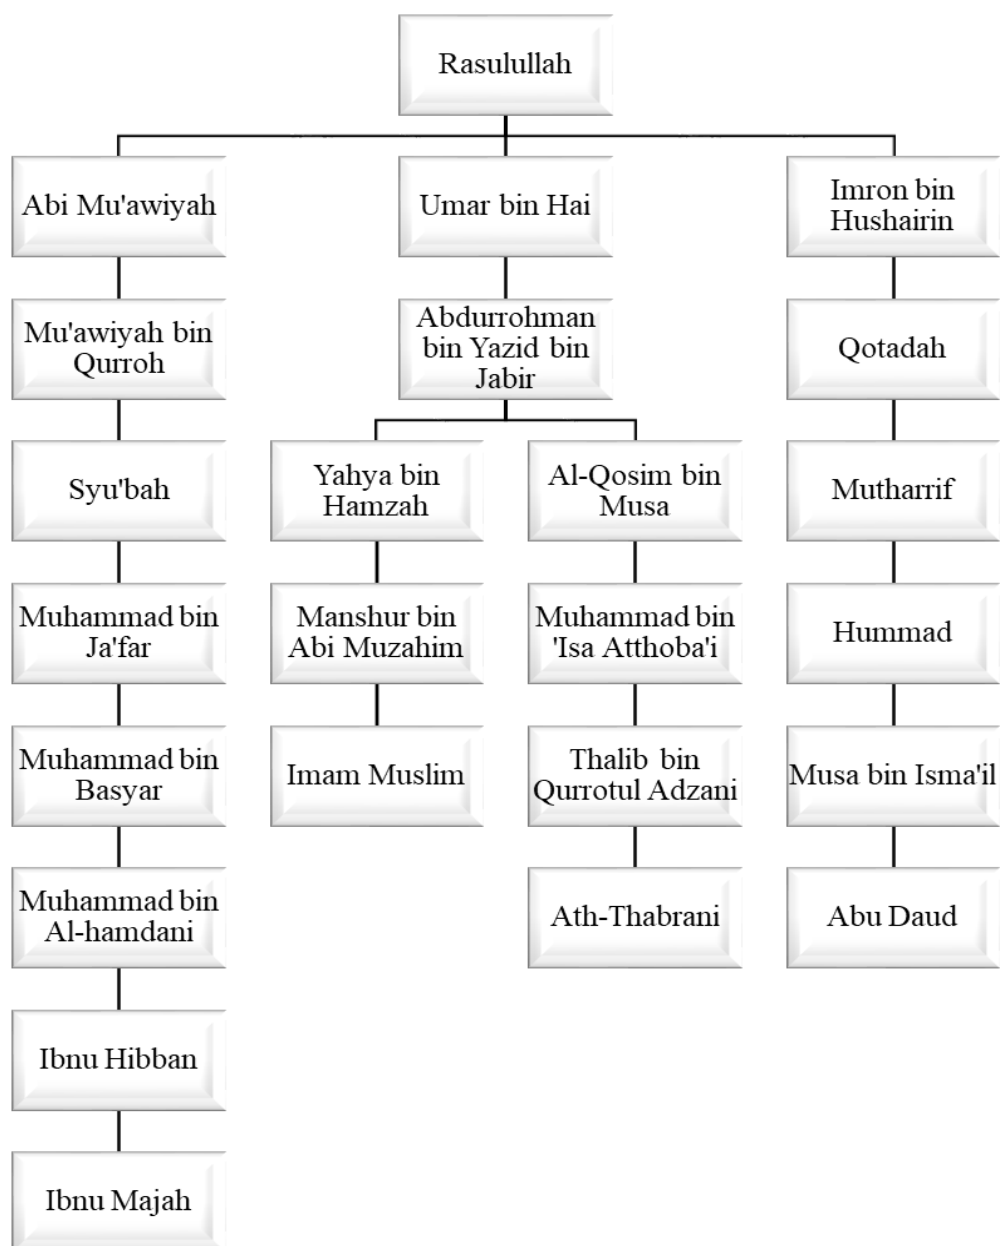 Rasulullah
Abi Mu'awiyah
Umar bin Hai
Imron bin
Hushairin
Mu'awiyah bin
Qurroh
Abdurrohman
bin Yazid bin
Jabir
Qotadah
Syu'bah
Yahya bin
Hamzah
Al-Qosim bin
Musa
Mutharrif
Muhammad bin
Ja'far
Manshur bin
Abi Muzahim
Muhammad bin
'Isa Atthoba'i
Hummad
Muhammad bin
Basyar
Imam Muslim
Thalib bin
Qurrotul Adzani
Musa bin Isma'il
Muhammad bin
Al-hamdani
Ath-Thabrani
Abu Daud
Ibnu Hibban
Ibnu Majah